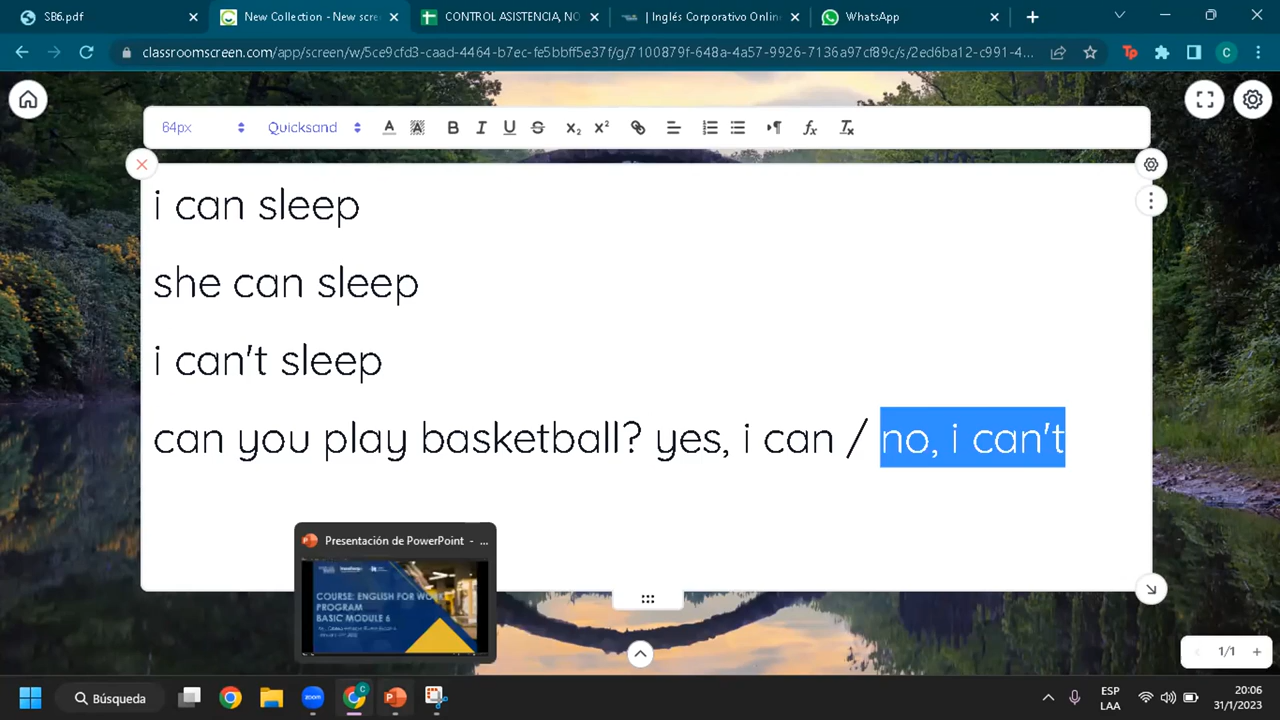 SB6.pdf
New Collection - New scre
CONTROL ASISTENCIA, NO
| Inglés Corporativo Onlin
WhatsApp
classroomscreen.com/app/screen/w/5ce9cfd3-caad-4464-b7ec-fe5bbff5e37f/g/7100879f-648a-4a57-9926-7136a97cf89c/s/2ed6ba12-c991-4...
64px
Quicksand
i can sleep
she can sleep
i can't sleep
can you play basketball? yes, i can / no, i can't
Presentación de PowerPoint - ...
COURSE: ENGLISH FOR WORK
PROGRAM
BASIC MODULE 6
1/1
Búsqueda
zoom
ESP
LAA
20:06
31/1/2023